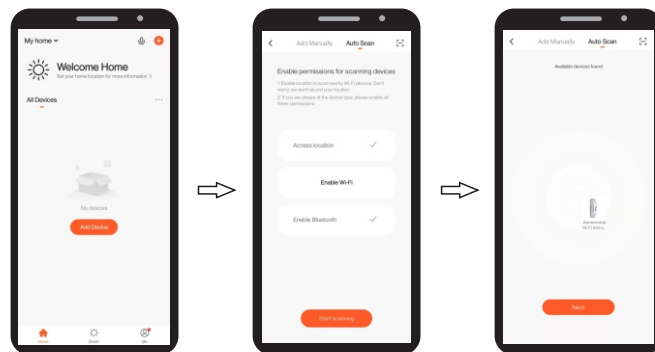 My home
Welcome Home
Set your home location for more information >
All Devices
...
No devices
Add Device
Home
Smart
Me
Add Manually Auto Scan
Enable permissions for scanning devices
1. Enable location to scan nearby Wi-Fi devices. Don't
worry, we won't record your location.
2. If you are unsure of the device type, please enable all
these permissions.
Access location
Enable Wi-Fi
Enable Bluetooth
Start scanning
Add Manually Auto Scan
Available devices found
Wi-Fi
Next